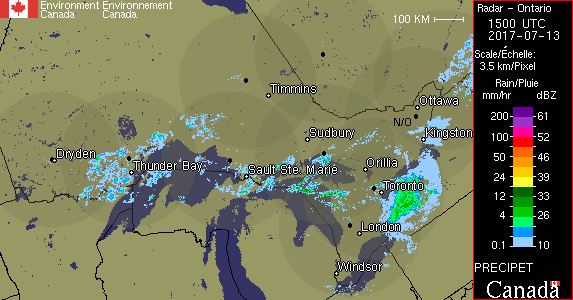 Environment Environnement
Canada Canada
100 KM
Timmins
Ottawa
N/O
Sudbury
Kingston
Dryden
Thunder Bay
Sault Ste. Marie
Orillia
Toronto
London
Windsor
Radar - Ontario
1500 UTC
2017-07-13
Scale/Échelle:
3.5 km/Pixel
Rain/Pluie
mm/hr dBZ
200 61
100 52
50 46
24 39
12 33
4 26
0.1 10
PRECIPET
Canada